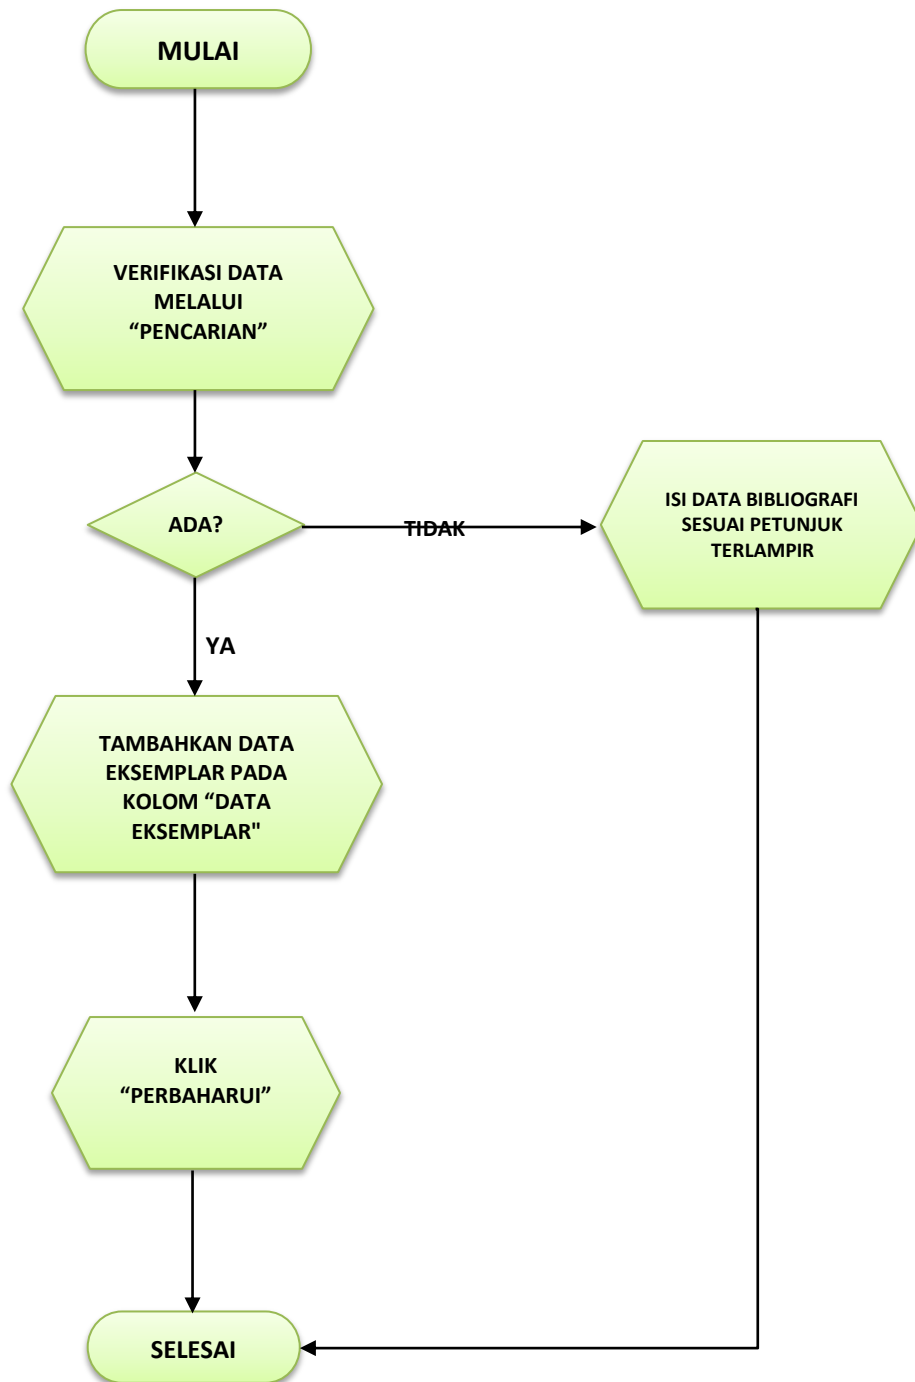 MULAI
VERIFIKASI DATA
MELALUI
“PENCARIAN”
ADA?
TIDAK
ISI DATA BIBLIOGRAFI
SESUAI PETUNJUK
TERLAMPIR
YA
TAMBAHKAN DATA
EKSEMPLAR PADA
KOLOM “DATA
EKSEMPLAR"
KLIK
“PERBAHARUI”
SELESAI